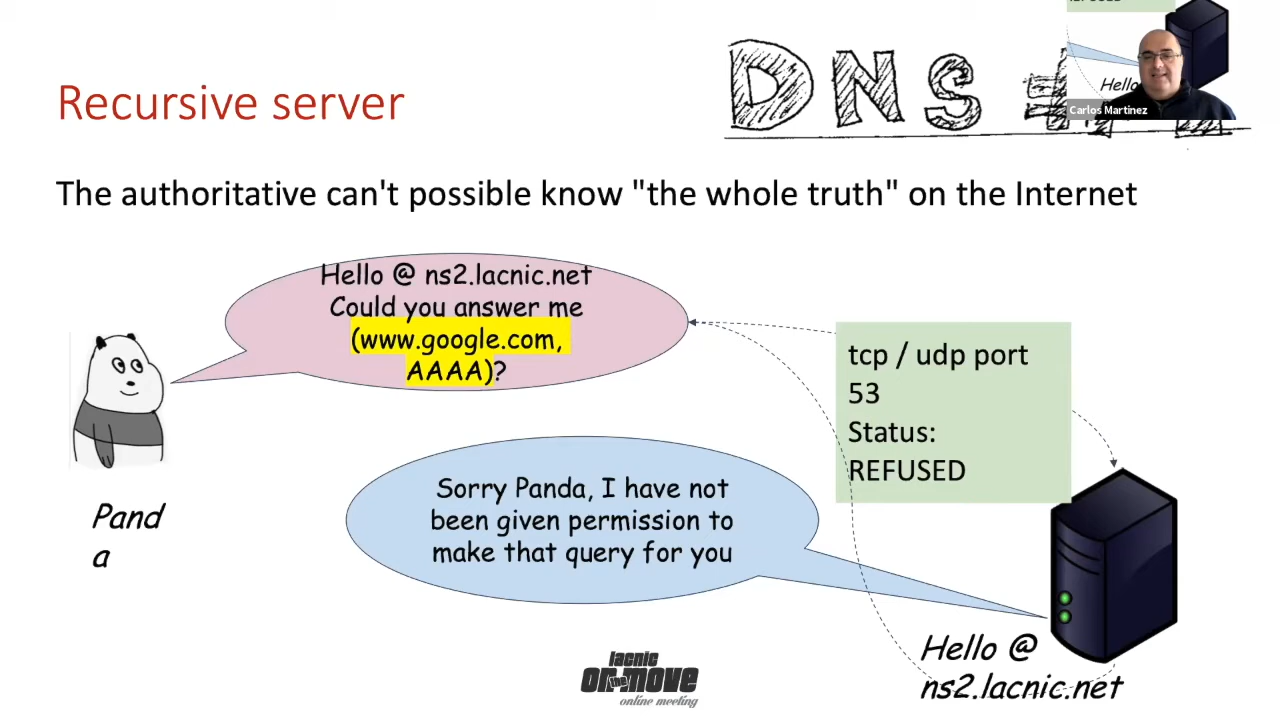 Recursive server
DNS
Hello
Carlos Martinez
The authoritative can't possible know "the whole truth" on the Internet
Hello @ ns2.lacnic.net
Could you answer me
(www.google.com,
AAAA)?
tcp / udp port
53
Status:
REFUSED
Sorry Panda, I have not
been given permission to
make that query for you
Pand
a
Hello @
ns2.lacnic.net
lacnic
on the move
online meeting